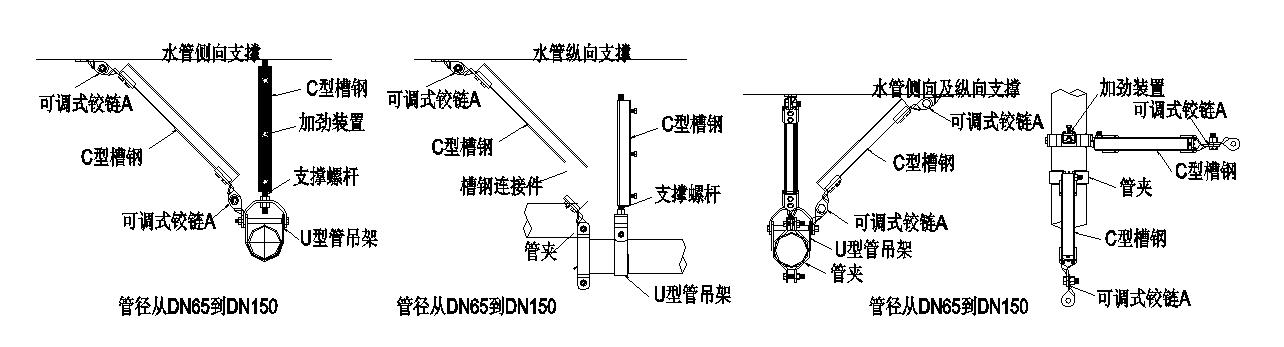 水管侧向支撑
可调式铰链A
C型槽钢
加劲装置
C型槽钢
支撑螺杆
可调式铰链A
U型管吊架
管径从DN65到DN150
水管纵向支撑
可调式铰链A
C型槽钢
C型槽钢
槽钢连接件
支撑螺杆
管夹
U型管吊架
管径从DN65到DN150
水管侧向及纵向支撑
可调式铰链A
C型槽钢
可调式铰链A
U型管吊架
管夹
管径从DN65到DN150
加劲装置
可调式铰链A
C型槽钢
管夹
C型槽钢
可调式铰链A